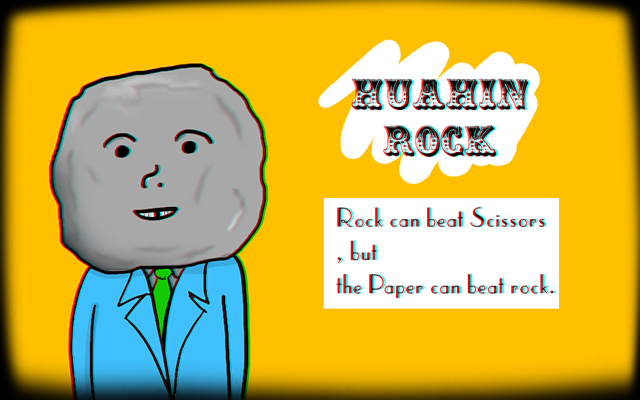 HUAHIN
ROCK
Rock can beat Scissors
, but
the Paper can beat rock.